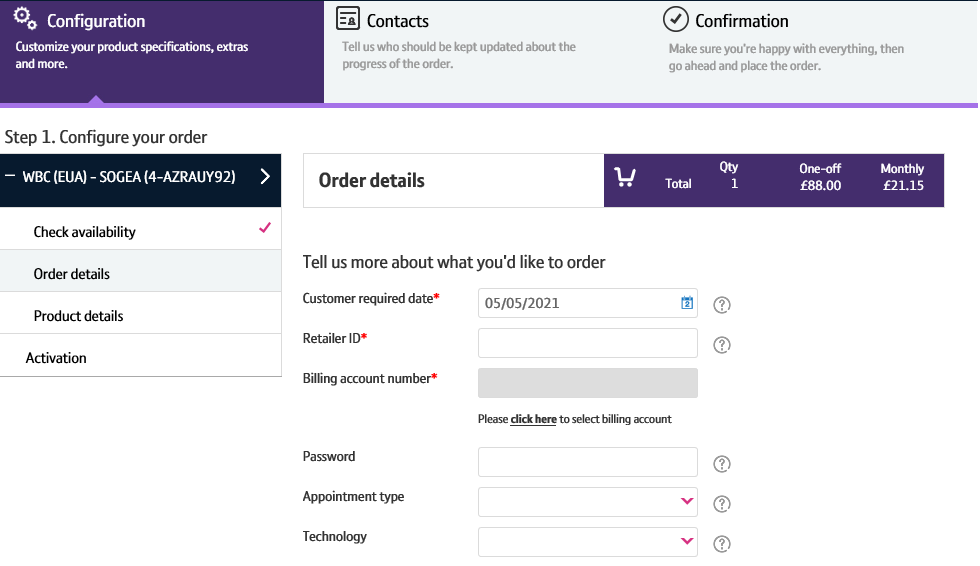 Configuration
Customize your product specifications, extras
and more.
Contacts
Tell us who should be kept updated about the
progress of the order.
Confirmation
Make sure you're happy with everything, then
go ahead and place the order.
Step 1. Configure your order
− WBC (EUA) - SOGEA (4-AZRAUY92)
Check availability
Order details
Product details
Activation
Order details
Total
Qty
1
One-off
£88.00
Monthly
£21.15
Tell us more about what you'd like to order
Customer required date*
05/05/2021
Retailer ID*
Billing account number*
Please click here to select billing account
Password
Appointment type
Technology